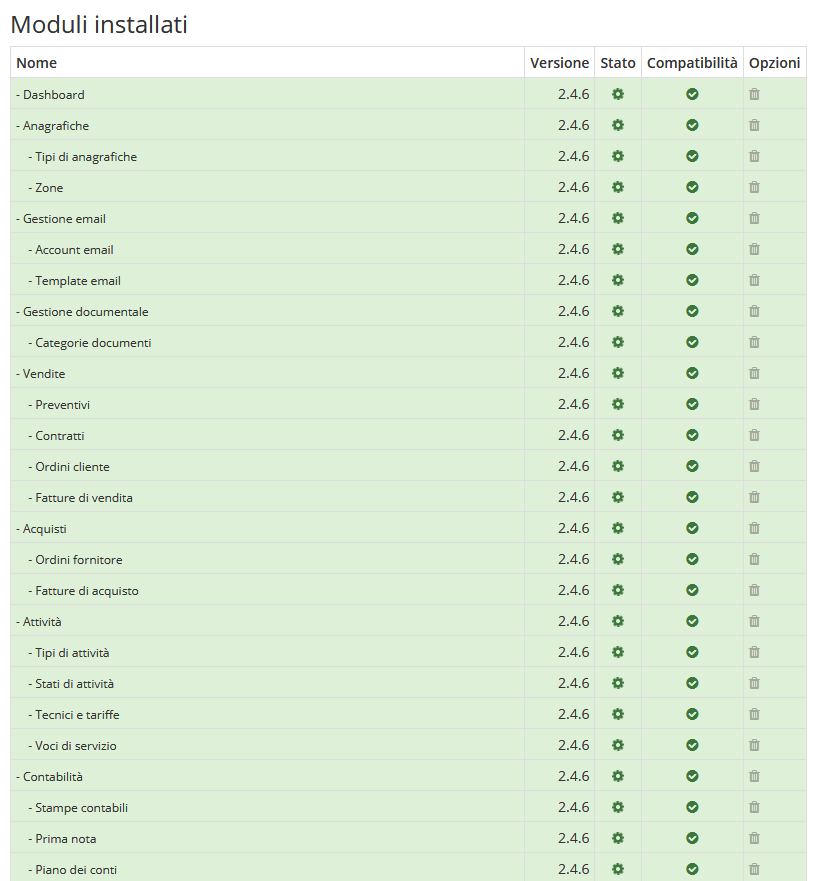 Moduli installati
Nome Versione Stato Compatibilità Opzioni
- Dashboard 2.4.6
- Anagrafiche 2.4.6
- Tipi di anagrafiche 2.4.6
- Zone 2.4.6
- Gestione email 2.4.6
- Account email 2.4.6
- Template email 2.4.6
- Gestione documentale 2.4.6
- Categorie documenti 2.4.6
- Vendite 2.4.6
- Preventivi 2.4.6
- Contratti 2.4.6
- Ordini cliente 2.4.6
- Fatture di vendita 2.4.6
- Acquisti 2.4.6
- Ordini fornitore 2.4.6
- Fatture di acquisto 2.4.6
- Attività 2.4.6
- Tipi di attività 2.4.6
- Stati di attività 2.4.6
- Tecnici e tariffe 2.4.6
- Voci di servizio 2.4.6
- Contabilità 2.4.6
- Stampe contabili 2.4.6
- Prima nota 2.4.6
- Piano dei conti 2.4.6